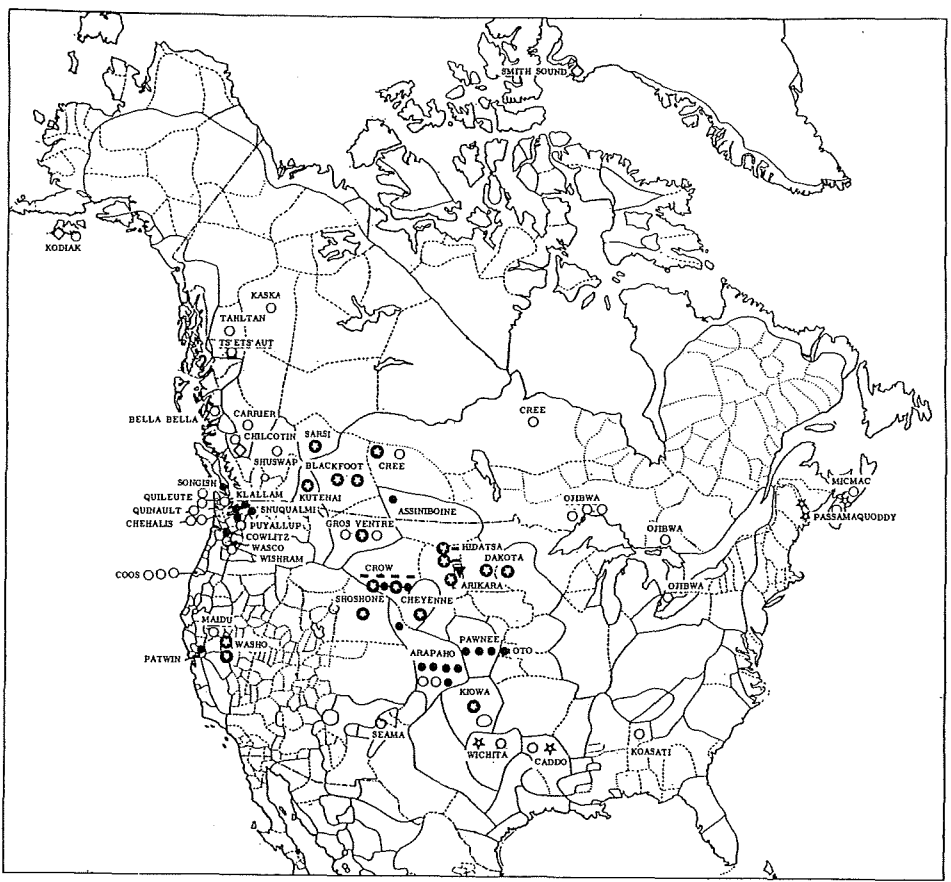 SMITH SOUND
KODIAK
KASKA
TAHLTAN
TS'ETS'AUT
BELLA BELLA
CARRIER
CHILCOTIN
SHUSWAP
SARSI
CREE
CREE
BLACKFOOT
KUTENAI
ASSINIBOINE
SONGISH
KLALLAM
QUILEUTE
QUINAULT
SNUQUALMI
CHEHALIS
PUYALLUP
COWLITZ
WASCO
WISHRAM
GROS VENTRE
OJIBWA
OJIBWA
OJIBWA
MICMAC
PASSAMAQUODDY
HIDATSA
DAKOTA
ARIKARA
COOS
CROW
SHOSHONE
CHEYENNE
MAIDU
WASHO
PATWIN
ARAPAHO
PAWNEE
OTO
KIOWA
SEAMA
WICHITA
CADDO
KOASATI